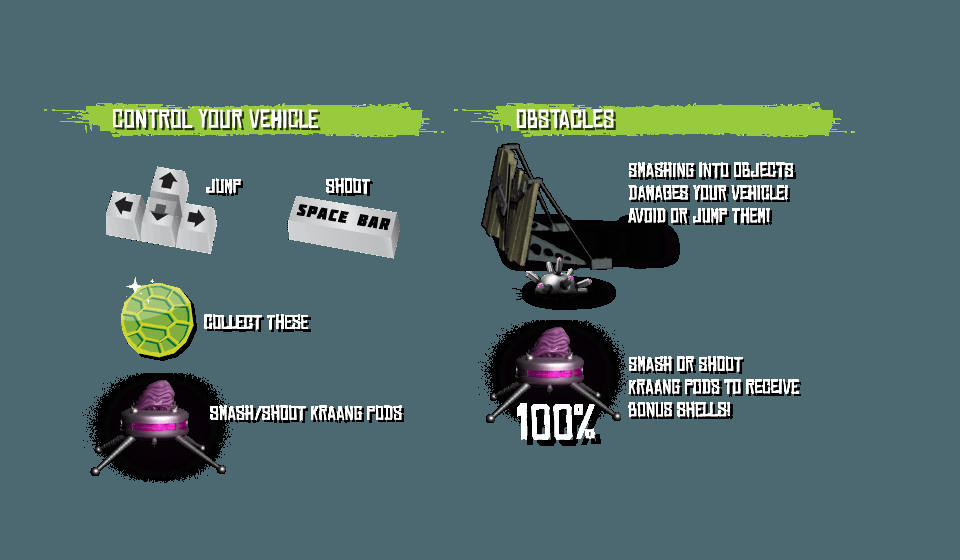 CONTROL YOUR VEHICLE
JUMP
SHOOT
SPACE BAR
COLLECT THESE
SMASH/SHOOT KRAANG PODS
OBSTACLES
SMASHING INTO OBJECTS
DAMAGES YOUR VEHICLE!
AVOID OR JUMP THEM!
SMASH OR SHOOT
KRAANG PODS TO RECEIVE
BONUS SHELLS!
100%